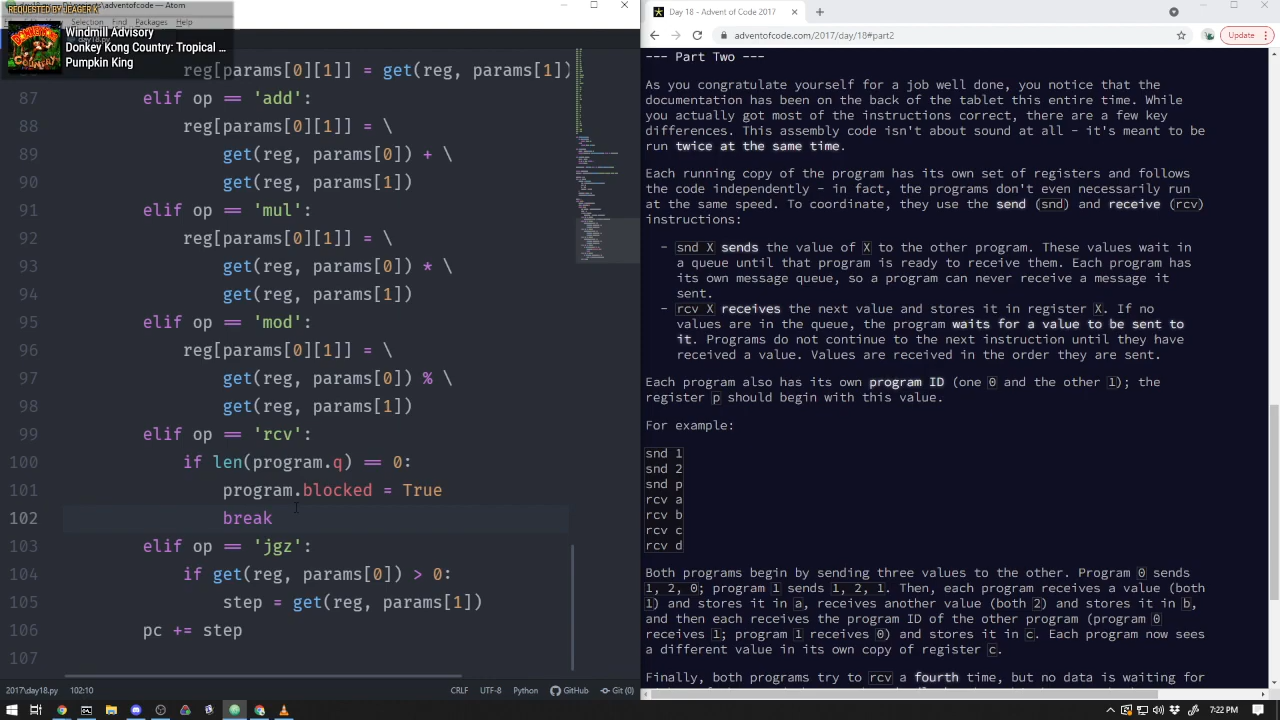 REQUESTED BY JEAGER K
Windmill Advisory
Donkey Kong Country: Tropical ...
Pumpkin King
adventofcode — Atom
Selection Find Packages Help
day18.py
reg[params[0][1]] = get(reg, params[1])
87 elif op == 'add':
88 reg[params[0][1]] = \
89 get(reg, params[0]) + \
90 get(reg, params[1])
91 elif op == 'mul':
92 reg[params[0][1]] = \
93 get(reg, params[0]) * \
94 get(reg, params[1])
95 elif op == 'mod':
96 reg[params[0][1]] = \
97 get(reg, params[0]) % \
98 get(reg, params[1])
99 elif op == 'rcv':
100 if len(program.q) == 0:
101 program.blocked = True
102 break
103 elif op == 'jgz':
104 if get(reg, params[0]) > 0:
105 step = get(reg, params[1])
106 pc += step
107
2017\day18.py 102:10 CRLF UTF-8 Python GitHub Git (0)
Day 18 - Advent of Code 2017
adventofcode.com/2017/day/18#part2
Update
--- Part Two ---
As you congratulate yourself for a job well done, you notice that the
documentation has been on the back of the tablet this entire time. While
you actually got most of the instructions correct, there are a few key
differences. This assembly code isn't about sound at all - it's meant to be
run twice at the same time.
Each running copy of the program has its own set of registers and follows
the code independently - in fact, the programs don't even necessarily run
at the same speed. To coordinate, they use the send (snd) and receive (rcv)
instructions:
- snd X sends the value of X to the other program. These values wait in
a queue until that program is ready to receive them. Each program has
its own message queue, so a program can never receive a message it
sent.
- rcv X receives the next value and stores it in register X. If no
values are in the queue, the program waits for a value to be sent to
it. Programs do not continue to the next instruction until they have
received a value. Values are received in the order they are sent.
Each program also has its own program ID (one 0 and the other 1); the
register p should begin with this value.
For example:
snd 1
snd 2
snd p
rcv a
rcv b
rcv c
rcv d
Both programs begin by sending three values to the other. Program 0 sends
1, 2, 0; program 1 sends 1, 2, 1. Then, each program receives a value (both
1) and stores it in a, receives another value (both 2) and stores it in b,
and then each receives the program ID of the other program (program 0
receives 1; program 1 receives 0) and stores it in c. Each program now sees
a different value in its own copy of register c.
Finally, both programs try to rcv a fourth time, but no data is waiting for
7:22 PM